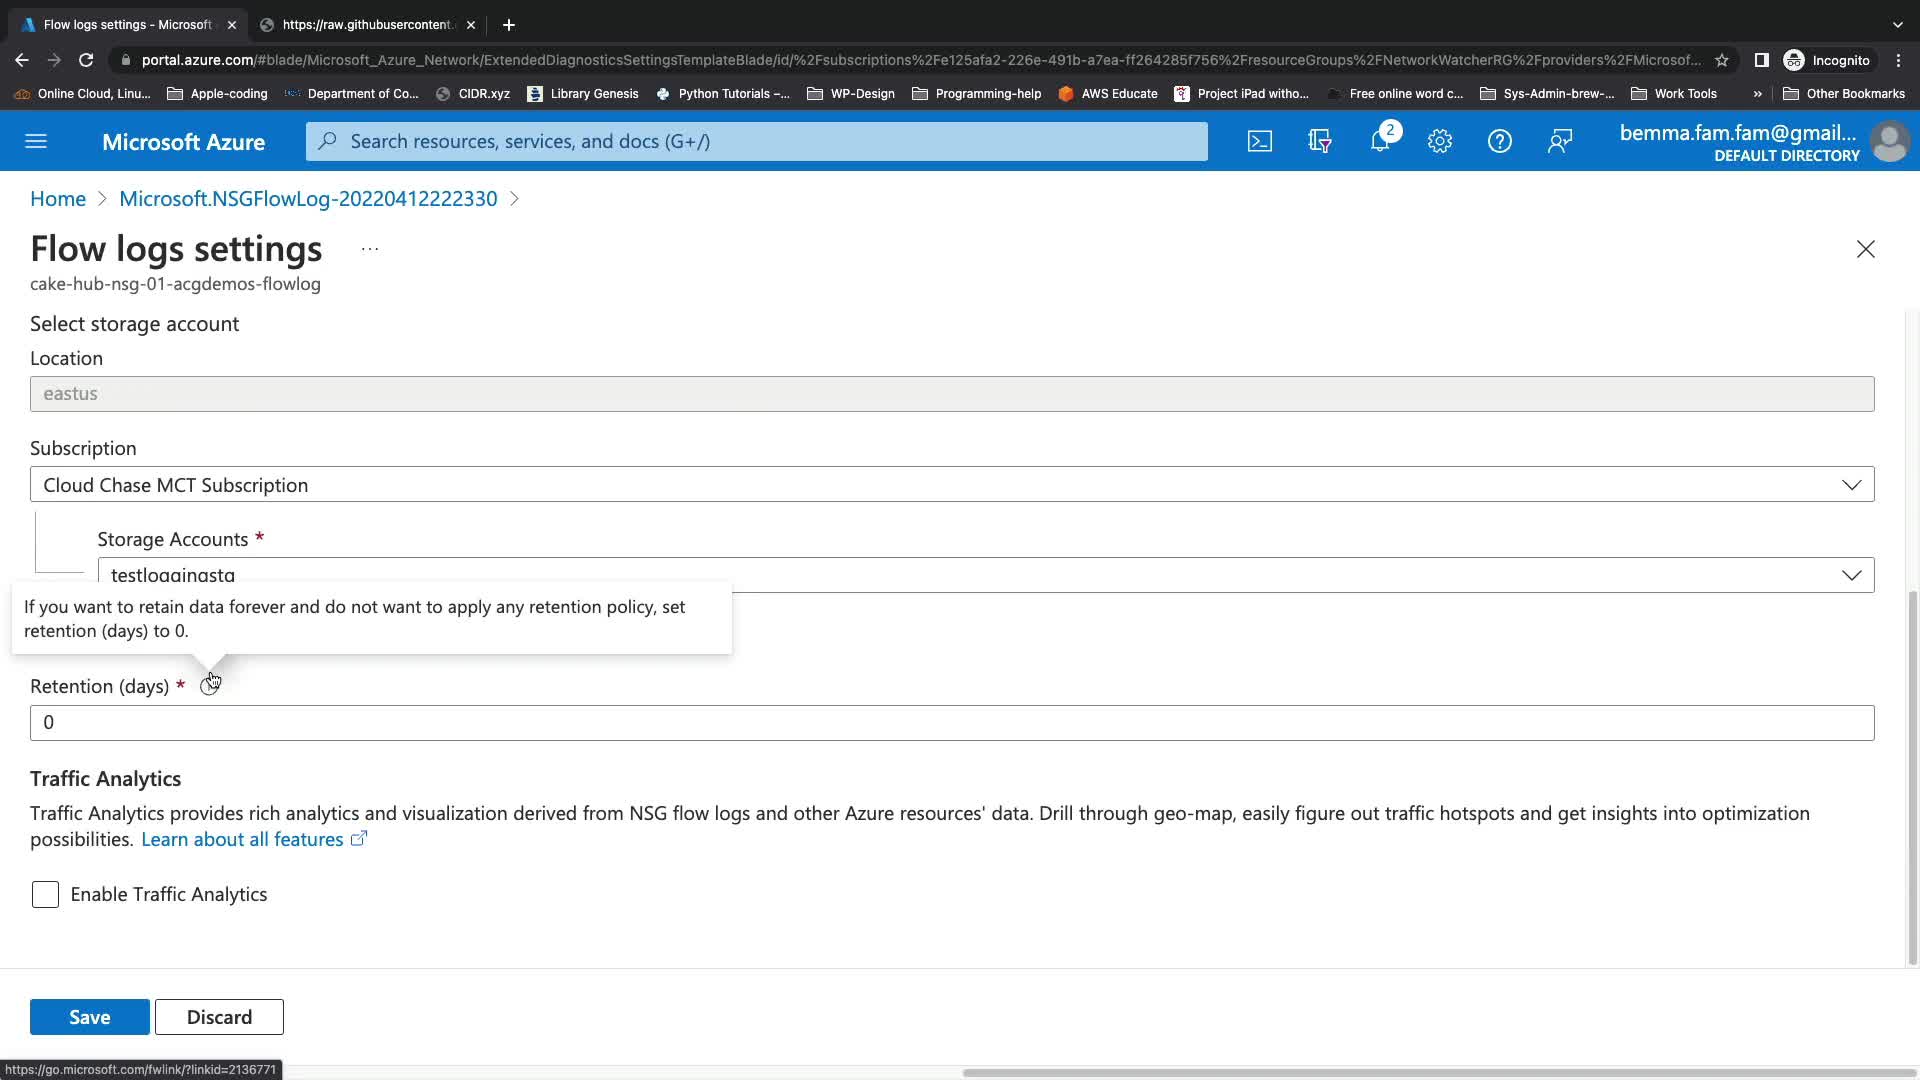 Flow logs settings - Microsoft
https://raw.githubusercontent.
portal.azure.com/#blade/Microsoft_Azure_Network/ExtendedDiagnosticsSettingsTemplateBlade/id/%2Fsubscriptions%2Fe125afa2-226e-491b-a7ea-ff264285f756%2FresourceGroups%2FNetworkWatcherRG%2Fproviders%2FMicrosof...
Incognito
Online Cloud, Linu...
Apple-coding
Department of Co...
CIDR.xyz
Library Genesis
Python Tutorials –...
WP-Design
Programming-help
AWS Educate
Project iPad witho...
Free online word c...
Sys-Admin-brew-...
Work Tools
»
Other Bookmarks
Microsoft Azure
Search resources, services, and docs (G+/)
2
bemma.fam.fam@gmail...
DEFAULT DIRECTORY
Home > Microsoft.NSGFlowLog-20220412222330 >
Flow logs settings ...
cake-hub-nsg-01-acgdemos-flowlog
Select storage account
Location
eastus
Subscription
Cloud Chase MCT Subscription
Storage Accounts *
testloggingstg
If you want to retain data forever and do not want to apply any retention policy, set
retention (days) to 0.
Retention (days) *
0
Traffic Analytics
Traffic Analytics provides rich analytics and visualization derived from NSG flow logs and other Azure resources' data. Drill through geo-map, easily figure out traffic hotspots and get insights into optimization
possibilities. Learn about all features
Enable Traffic Analytics
Save
Discard
https://go.microsoft.com/fwlink/?linkid=2136771